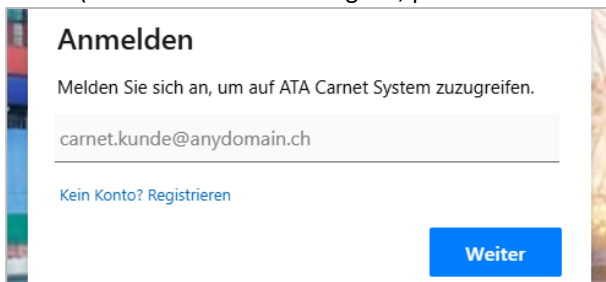 Anmelden
Melden Sie sich an, um auf ATA Carnet System zuzugreifen.
carnet.kunde@anydomain.ch
Kein Konto? Registrieren
Weiter